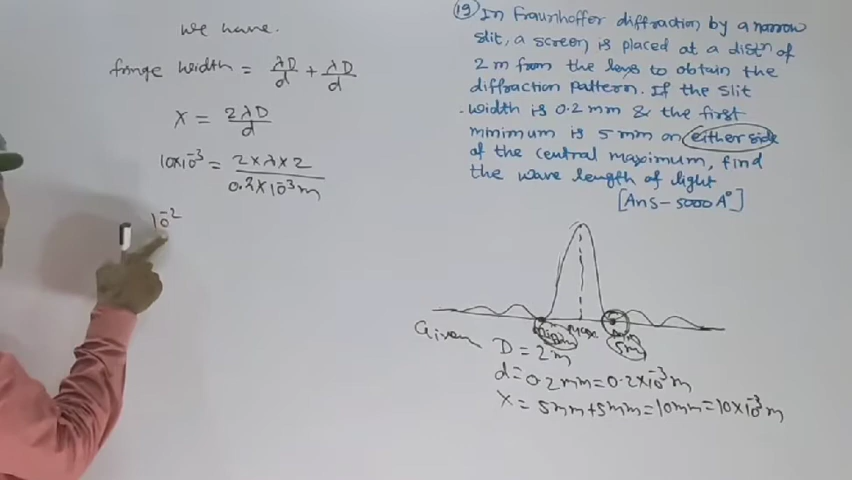 we have.
fringe width = λD/d + λD/d
x = 2λD/d
10×10⁻³ = 2×λ×2/0.2×10⁻³m
10⁻²
(19) In Fraunhoffer diffraction by a narrow
slit, a screen is placed at a distⁿ of
2 m from the lens to obtain the
diffraction pattern. If the slit
width is 0.2 mm & the first
minimum is 5 mm on either side
of the central maximum, find
the wave length of light
[Ans - 5000 A°]
max
5m
Given
D = 2m
d = 0.2 mm = 0.2×10⁻³m
x = 5mm + 5mm = 10mm = 10×10⁻³m